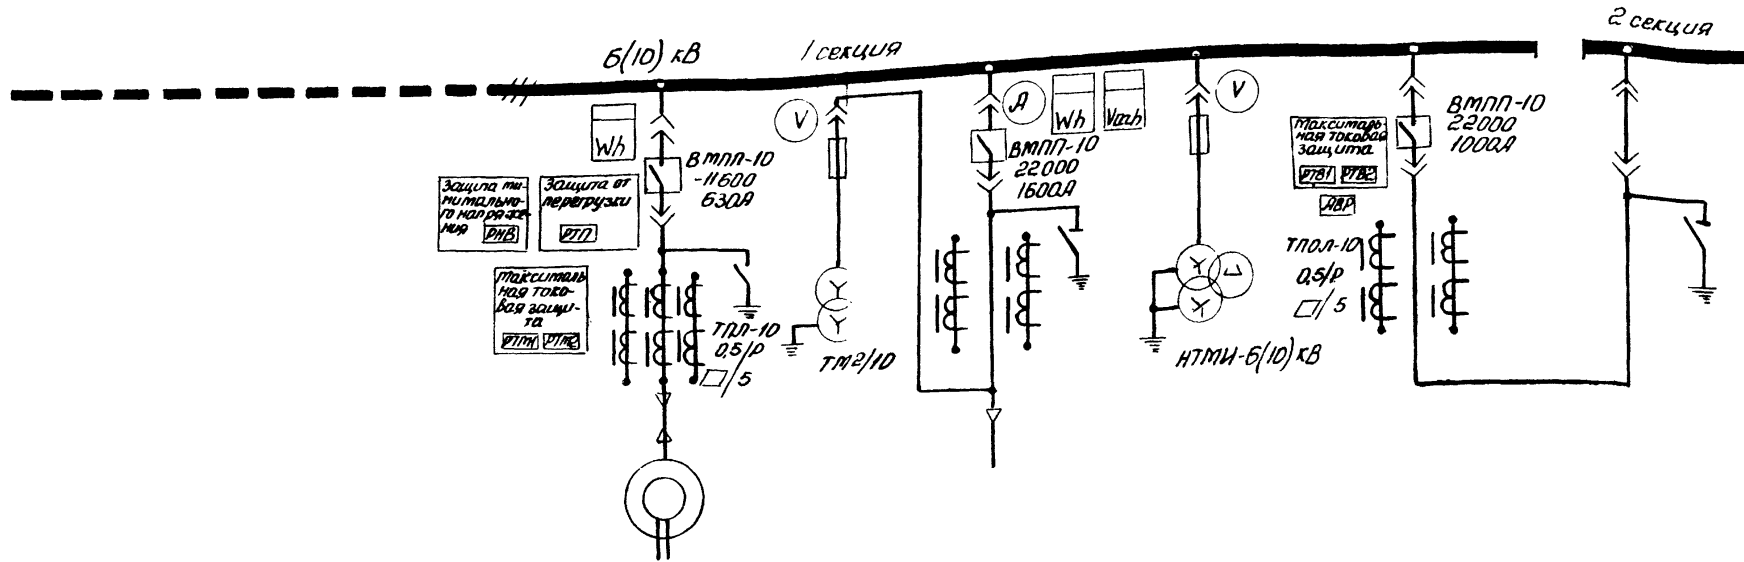 2 секция
6(10) кВ
1 секция
Wh
ВМПП-10
-11600
630А
Защита ми-
нимально-
го напряже-
ния РНВ
Защита от
перегрузки
РТП
Максималь
ная токо-
вая защи-
та
РТМ1 РТМ2
ТПЛ-10
0,5/Р
□/5
V
ТМ2/10
А
Wh
Varh
ВМПП-10
22000
1600А
V
НТМИ-6(10) кВ
Максималь-
ная токовая
защита
РТВ1 РТВ2
АВР
ВМПП-10
22000
1000А
ТПОЛ-10
0,5/Р
□/5